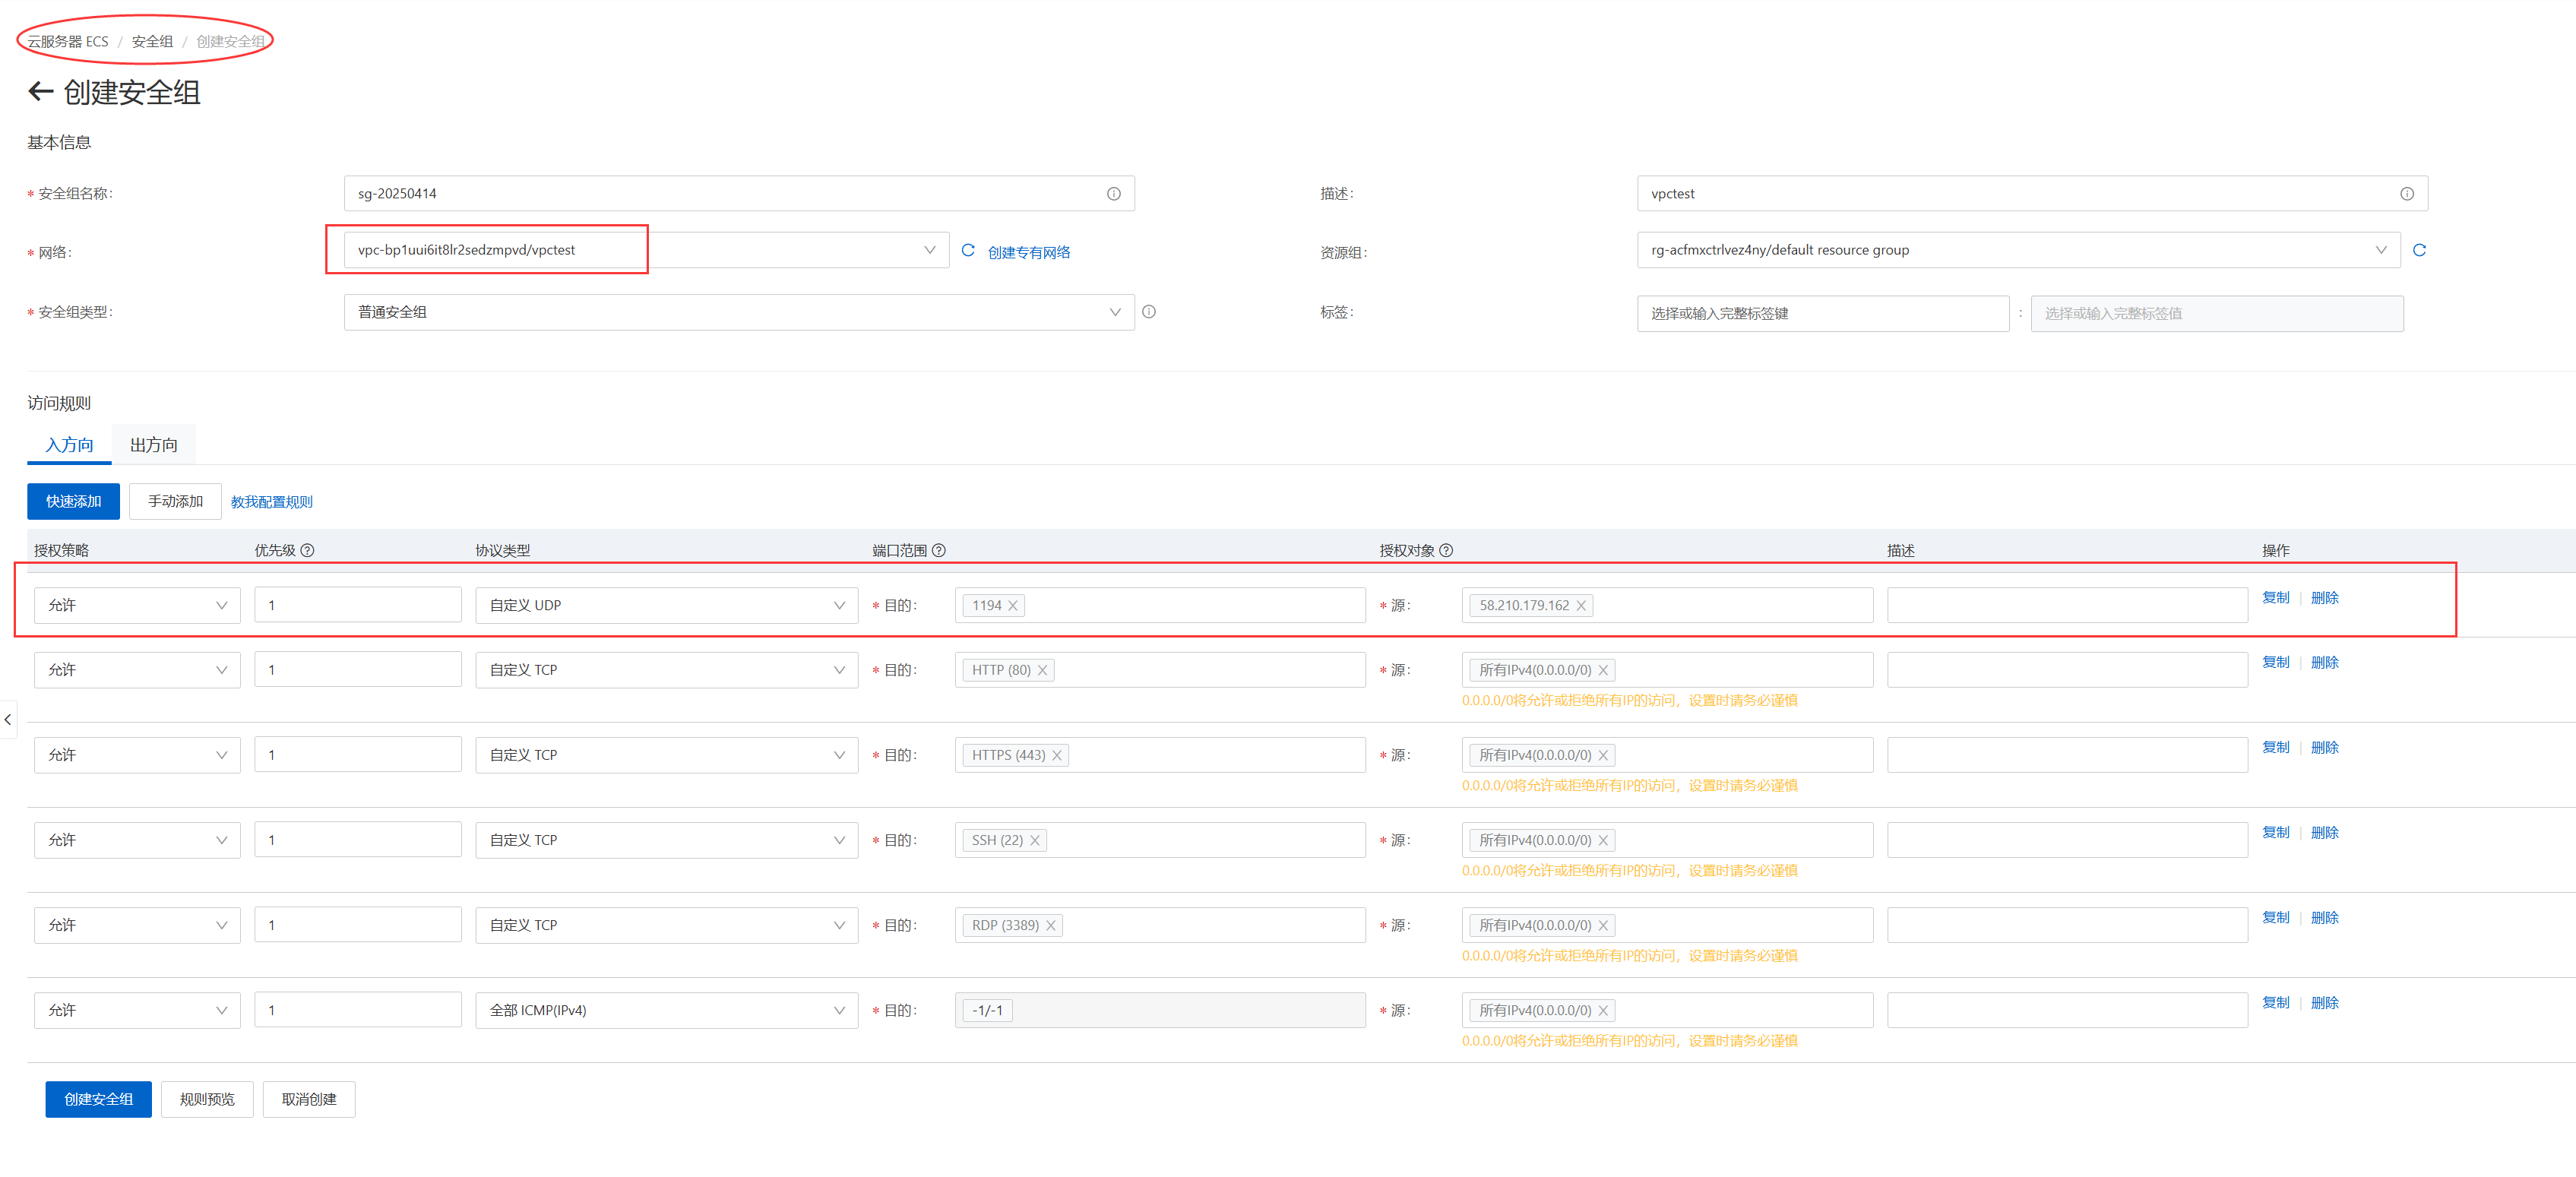 云服务器 ECS / 安全组 / 创建安全组
创建安全组
基本信息
* 安全组名称: sg-20250414 描述: vpctest
* 网络: vpc-bp1uui6it8lr2sedzmpvd/vpctest 创建专有网络 资源组: rg-acfmxctrlvez4ny/default resource group
* 安全组类型: 普通安全组 标签: 选择或输入完整标签键 : 选择或输入完整标签值
访问规则
入方向 出方向
快速添加 手动添加 教我配置规则
授权策略 优先级 协议类型 端口范围 授权对象 描述 操作
允许 1 自定义 UDP * 目的: 1194 * 源: 58.210.179.162 复制 | 删除
允许 1 自定义 TCP * 目的: HTTP (80) * 源: 所有IPv4(0.0.0.0/0) 复制 | 删除
0.0.0.0/0将允许或拒绝所有IP的访问，设置时请务必谨慎
允许 1 自定义 TCP * 目的: HTTPS (443) * 源: 所有IPv4(0.0.0.0/0) 复制 | 删除
0.0.0.0/0将允许或拒绝所有IP的访问，设置时请务必谨慎
允许 1 自定义 TCP * 目的: SSH (22) * 源: 所有IPv4(0.0.0.0/0) 复制 | 删除
0.0.0.0/0将允许或拒绝所有IP的访问，设置时请务必谨慎
允许 1 自定义 TCP * 目的: RDP (3389) * 源: 所有IPv4(0.0.0.0/0) 复制 | 删除
0.0.0.0/0将允许或拒绝所有IP的访问，设置时请务必谨慎
允许 1 全部 ICMP(IPv4) * 目的: -1/-1 * 源: 所有IPv4(0.0.0.0/0) 复制 | 删除
0.0.0.0/0将允许或拒绝所有IP的访问，设置时请务必谨慎
创建安全组 规则预览 取消创建